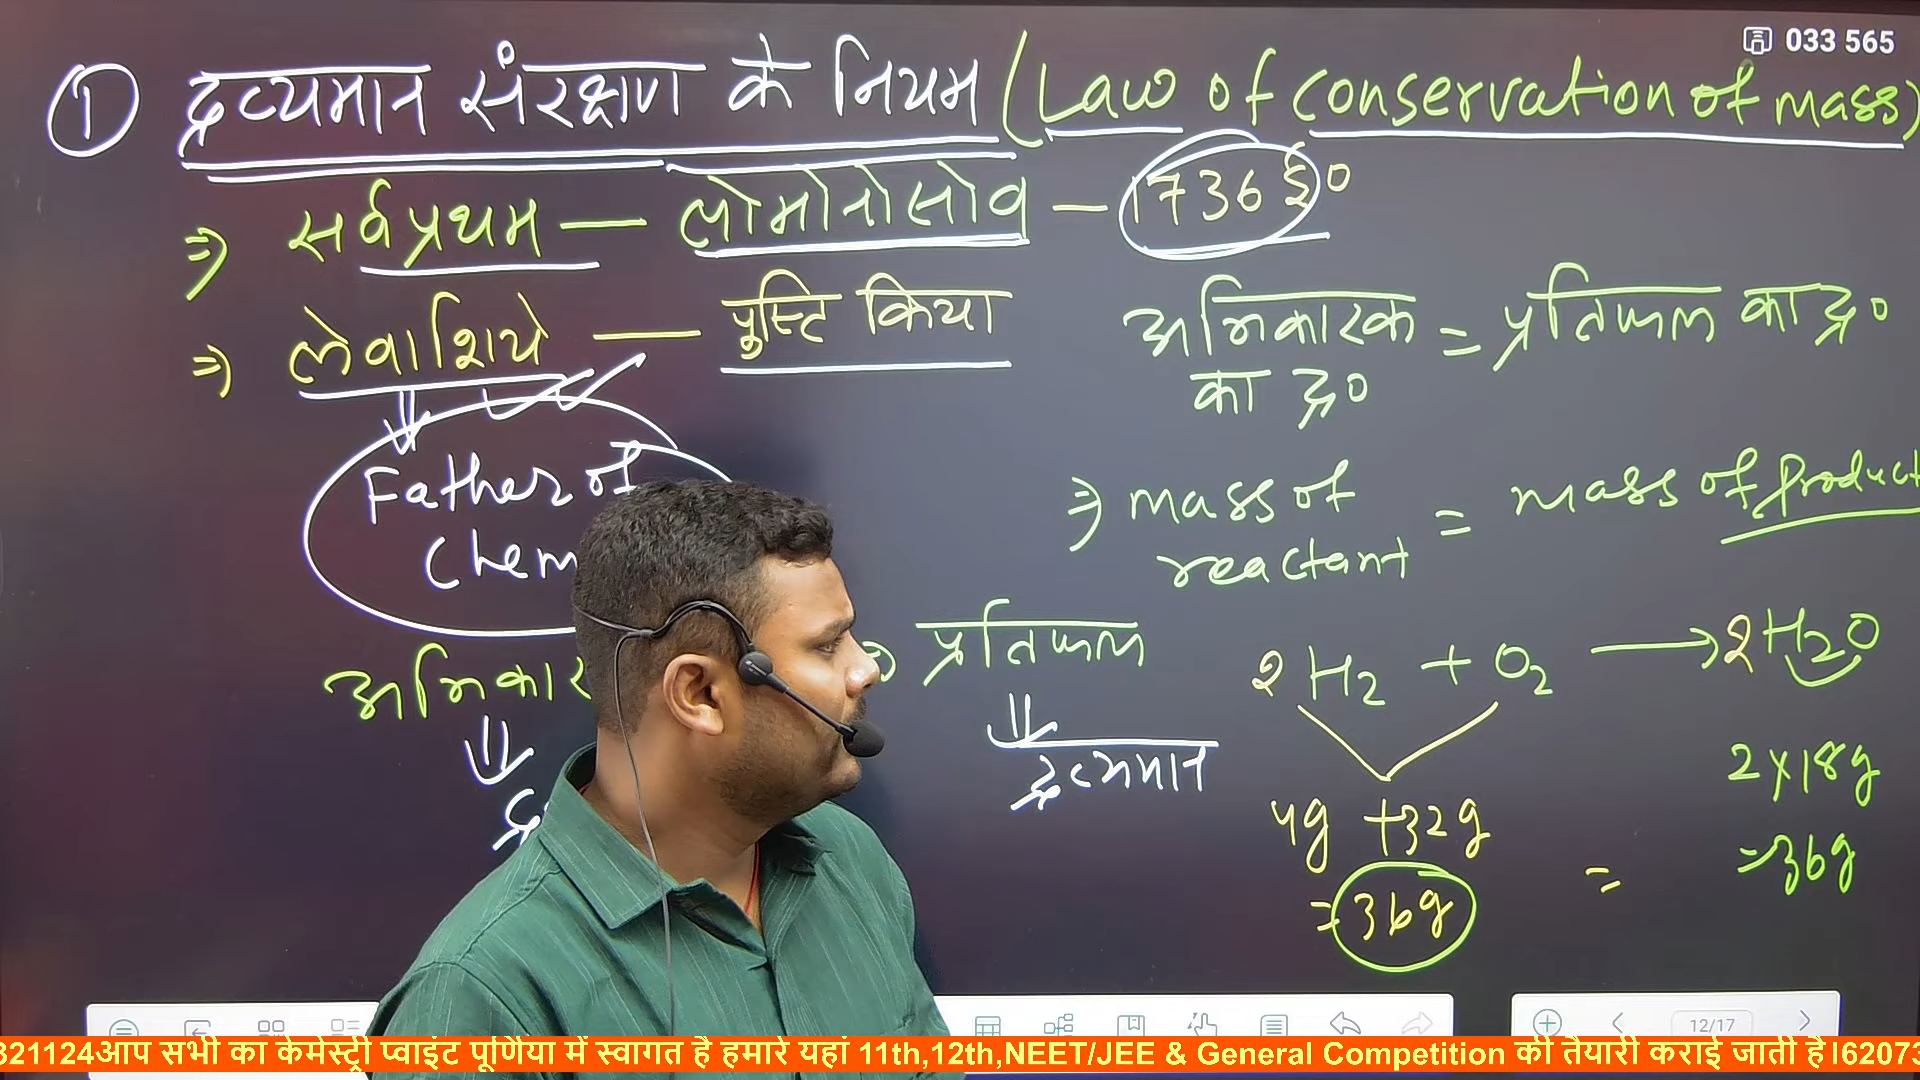 033 565
① द्रव्यमान संरक्षण के नियम (Law of conservation of mass)
⇒ सर्वप्रथम — लोमोनोसोव — 1736 ई०
⇒ लेवाशिये — पुस्टि किया
Father of
Chem
अभिकार
प्रतिफल
द्रव्यमान
अभिकारक = प्रतिफल का द्र०
का द्र०
⇒ mass of = mass of product
reactant
2H2 + O2 → 2H2O
4g + 32g
= 36g
=
2x18g
= 36g
12/17
321124आप सभी का केमेस्ट्री प्वाइंट पूर्णिया में स्वागत है हमारे यहाँ 11th,12th,NEET/JEE & General Competition की तैयारी कराई जाती है।62073